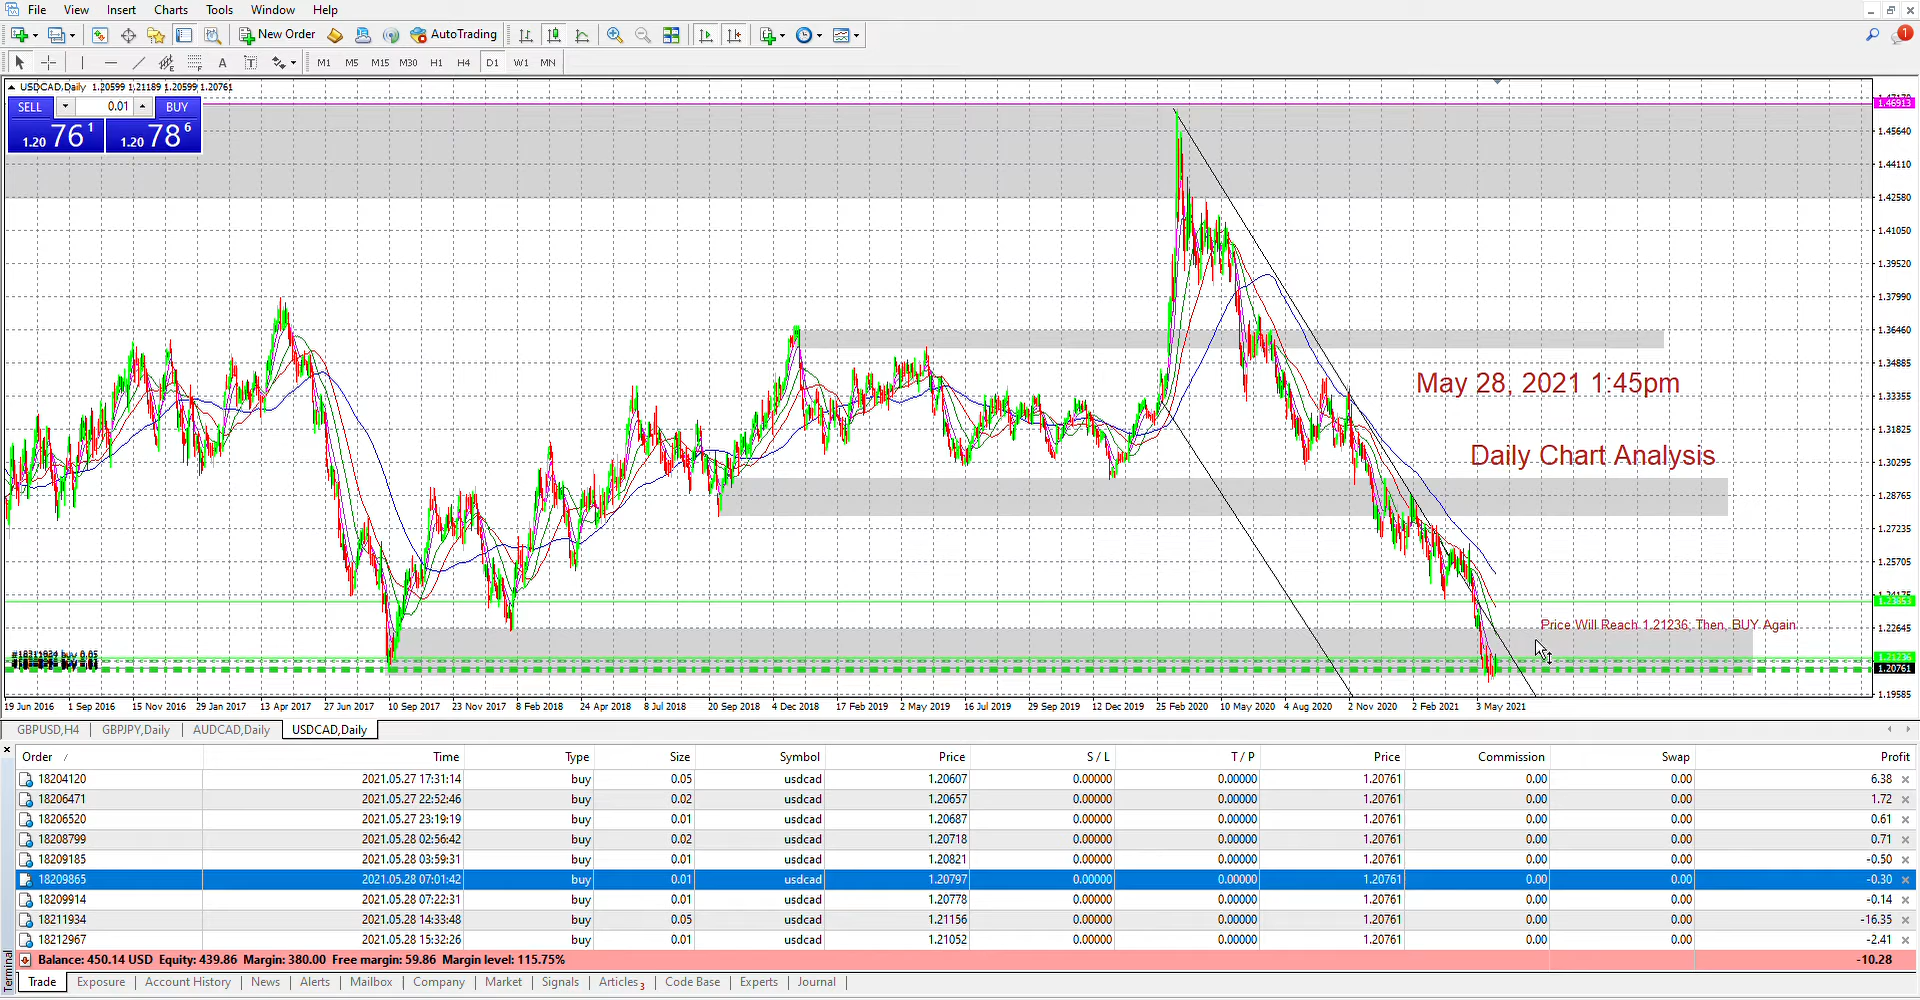 File View Insert Charts Tools Window Help
New Order AutoTrading 1
A T M1 M5 M15 M30 H1 H4 D1 W1 MN
USDCAD,Daily 1.20599 1.21189 1.20599 1.20761
SELL 0.01 BUY
1.20 76 1 1.20 78 6
1.46913
1.45640
1.44110
1.42580
1.41050
1.39520
1.37990
1.36460
1.34885
May 28, 2021 1:45pm
1.33355
1.31825
Daily Chart Analysis
1.30295
1.28765
1.27235
1.25705
1.24175
Price Will Reach 1.21236; Then, BUY Again
1.22645
#18211934 buy 0.05
1.21236
1.20761
1.19585
19 Jun 2016 1 Sep 2016 15 Nov 2016 29 Jan 2017 13 Apr 2017 27 Jun 2017 10 Sep 2017 23 Nov 2017 8 Feb 2018 24 Apr 2018 8 Jul 2018 20 Sep 2018 4 Dec 2018 17 Feb 2019 2 May 2019 16 Jul 2019 29 Sep 2019 12 Dec 2019 25 Feb 2020 10 May 2020 4 Aug 2020 2 Nov 2020 2 Feb 2021 3 May 2021
GBPUSD,H4 GBPJPY,Daily AUDCAD,Daily USDCAD,Daily
Order / Time Type Size Symbol Price S / L T / P Price Commission Swap Profit
18204120 2021.05.27 17:31:14 buy 0.05 usdcad 1.20607 0.00000 0.00000 1.20761 0.00 0.00 6.38
18206471 2021.05.27 22:52:46 buy 0.02 usdcad 1.20657 0.00000 0.00000 1.20761 0.00 0.00 1.72
18206520 2021.05.27 23:19:19 buy 0.01 usdcad 1.20687 0.00000 0.00000 1.20761 0.00 0.00 0.61
18208799 2021.05.28 02:56:42 buy 0.02 usdcad 1.20718 0.00000 0.00000 1.20761 0.00 0.00 0.71
18209185 2021.05.28 03:59:31 buy 0.01 usdcad 1.20821 0.00000 0.00000 1.20761 0.00 0.00 -0.50
18209865 2021.05.28 07:01:42 buy 0.01 usdcad 1.20797 0.00000 0.00000 1.20761 0.00 0.00 -0.30
18209914 2021.05.28 07:22:31 buy 0.01 usdcad 1.20778 0.00000 0.00000 1.20761 0.00 0.00 -0.14
18211934 2021.05.28 14:33:48 buy 0.05 usdcad 1.21156 0.00000 0.00000 1.20761 0.00 0.00 -16.35
18212967 2021.05.28 15:32:26 buy 0.01 usdcad 1.21052 0.00000 0.00000 1.20761 0.00 0.00 -2.41
Balance: 450.14 USD Equity: 439.86 Margin: 380.00 Free margin: 59.86 Margin level: 115.75% -10.28
Terminal
Trade Exposure Account History News Alerts Mailbox Company Market Signals Articles 3 Code Base Experts Journal